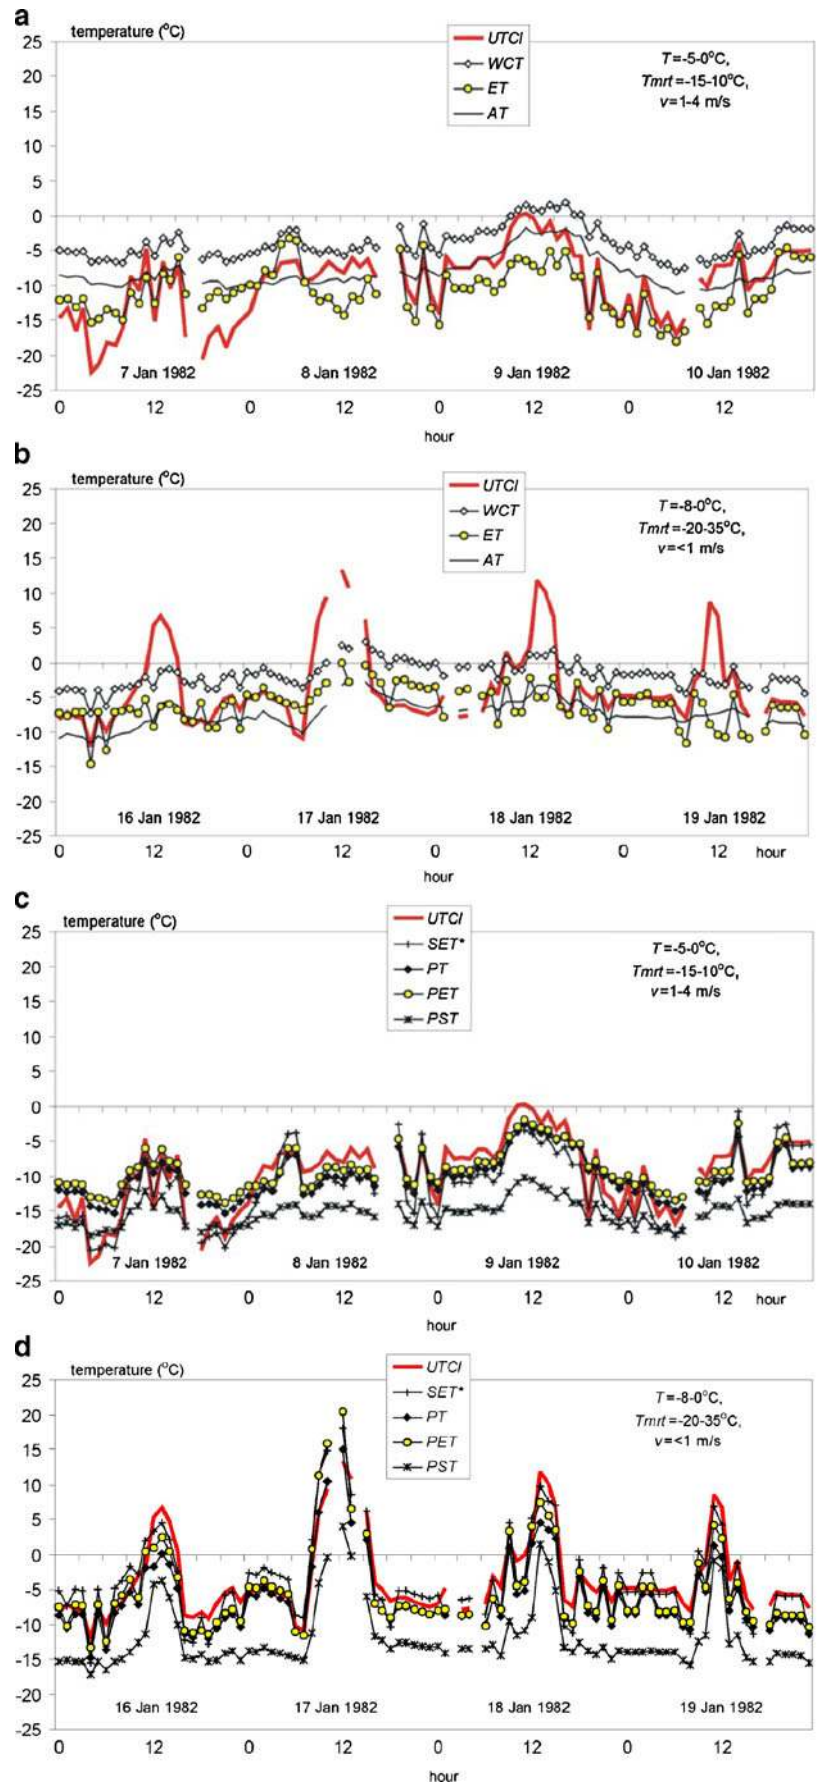 a
temperature (°C)
UTCI
WCT
ET
AT
T=-5-0°C,
Tmrt=-15-10°C,
v=1-4 m/s
25
20
15
10
5
0
-5
-10
-15
-20
-25
7 Jan 1982
8 Jan 1982
9 Jan 1982
10 Jan 1982
0 12 0 12 0 12 0 12
hour
b
temperature (°C)
UTCI
WCT
ET
AT
T=-8-0°C,
Tmrt=-20-35°C,
v=<1 m/s
25
20
15
10
5
0
-5
-10
-15
-20
-25
16 Jan 1982
17 Jan 1982
18 Jan 1982
19 Jan 1982
0 12 0 12 0 12 0 12 hour
hour
c
temperature (°C)
UTCI
SET*
PT
PET
PST
T=-5-0°C,
Tmrt=-15-10°C,
v=1-4 m/s
25
20
15
10
5
0
-5
-10
-15
-20
-25
7 Jan 1982
8 Jan 1982
9 Jan 1982
10 Jan 1982
0 12 0 12 0 12 0 12 hour
hour
d
temperature (°C)
UTCI
SET*
PT
PET
PST
T=-8-0°C,
Tmrt=-20-35°C,
v=<1 m/s
25
20
15
10
5
0
-5
-10
-15
-20
-25
16 Jan 1982
17 Jan 1982
18 Jan 1982
19 Jan 1982
0 12 0 12 0 12 0 12
hour